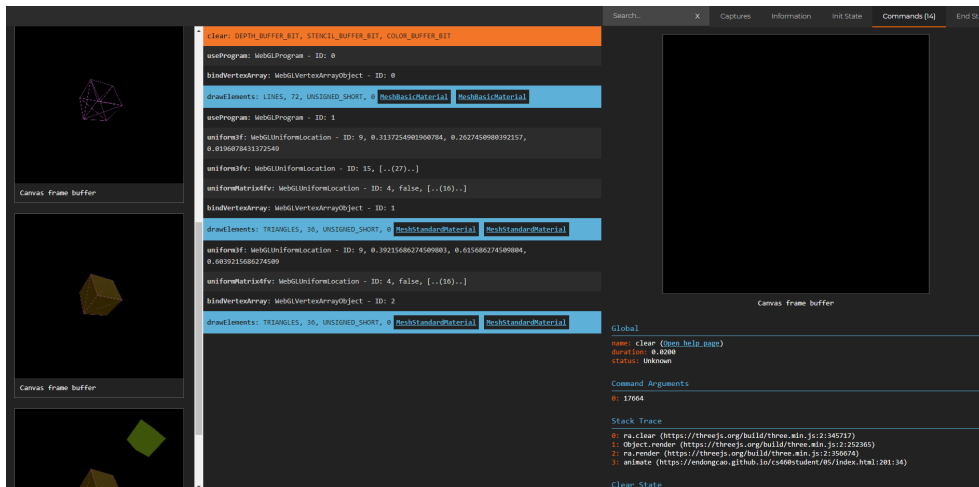 Search...
X
Captures
Information
Init State
Commands (14)
End St
Canvas frame buffer
Canvas frame buffer
clear: DEPTH_BUFFER_BIT, STENCIL_BUFFER_BIT, COLOR_BUFFER_BIT
useProgram: WebGLProgram - ID: 0
bindVertexArray: WebGLVertexArrayObject - ID: 0
drawElements: LINES, 72, UNSIGNED_SHORT, 0 MeshBasicMaterial MeshBasicMaterial
useProgram: WebGLProgram - ID: 1
uniform3f: WebGLUniformLocation - ID: 9, 0.3137254901960784, 0.2627450980392157,
0.0196078431372549
uniform3fv: WebGLUniformLocation - ID: 15, [..(27)..]
uniformMatrix4fv: WebGLUniformLocation - ID: 4, false, [..(16)..]
bindVertexArray: WebGLVertexArrayObject - ID: 1
drawElements: TRIANGLES, 36, UNSIGNED_SHORT, 0 MeshStandardMaterial MeshStandardMaterial
uniform3f: WebGLUniformLocation - ID: 9, 0.39215686274509803, 0.615686274509804,
0.6039215686274509
uniformMatrix4fv: WebGLUniformLocation - ID: 4, false, [..(16)..]
bindVertexArray: WebGLVertexArrayObject - ID: 2
drawElements: TRIANGLES, 36, UNSIGNED_SHORT, 0 MeshStandardMaterial MeshStandardMaterial
Canvas frame buffer
Global
name: clear (Open help page)
duration: 0.0200
status: Unknown
Command Arguments
0: 17664
Stack Trace
0: ra.clear (https://threejs.org/build/three.min.js:2:345717)
1: Object.render (https://threejs.org/build/three.min.js:2:252365)
2: ra.render (https://threejs.org/build/three.min.js:2:356674)
3: animate (https://endongcao.github.io/cs460student/05/index.html:201:34)
Clear State